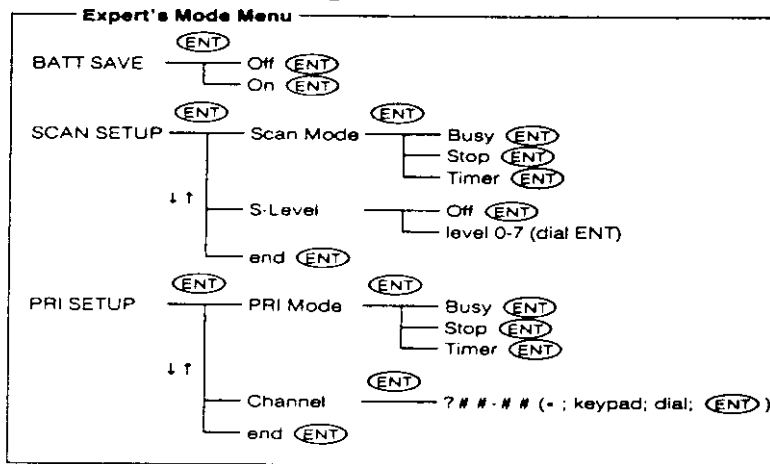 Expert's Mode Menu
ENT
BATT SAVE Off ENT
On ENT
ENT ENT
SCAN SETUP Scan Mode Busy ENT
Stop ENT
Timer ENT
↓ ↑
S-Level Off ENT
level 0-7 (dial ENT)
end ENT
ENT ENT
PRI SETUP PRI Mode Busy ENT
Stop ENT
Timer ENT
↓ ↑
ENT
Channel ?##-## (- ; keypad; dial; ENT)
end ENT